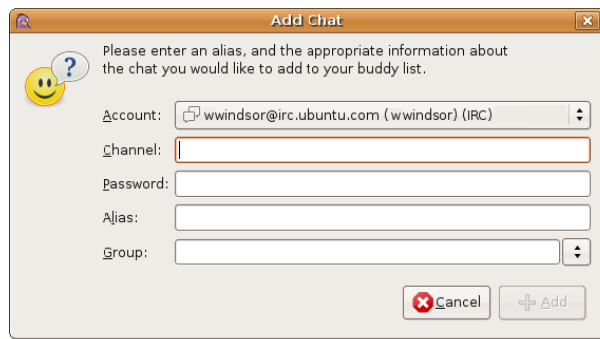 Add Chat
Please enter an alias, and the appropriate information about
the chat you would like to add to your buddy list.
?
Account: wwindsor@irc.ubuntu.com (wwindsor) (IRC)
Channel:
Password:
Alias:
Group:
Cancel Add